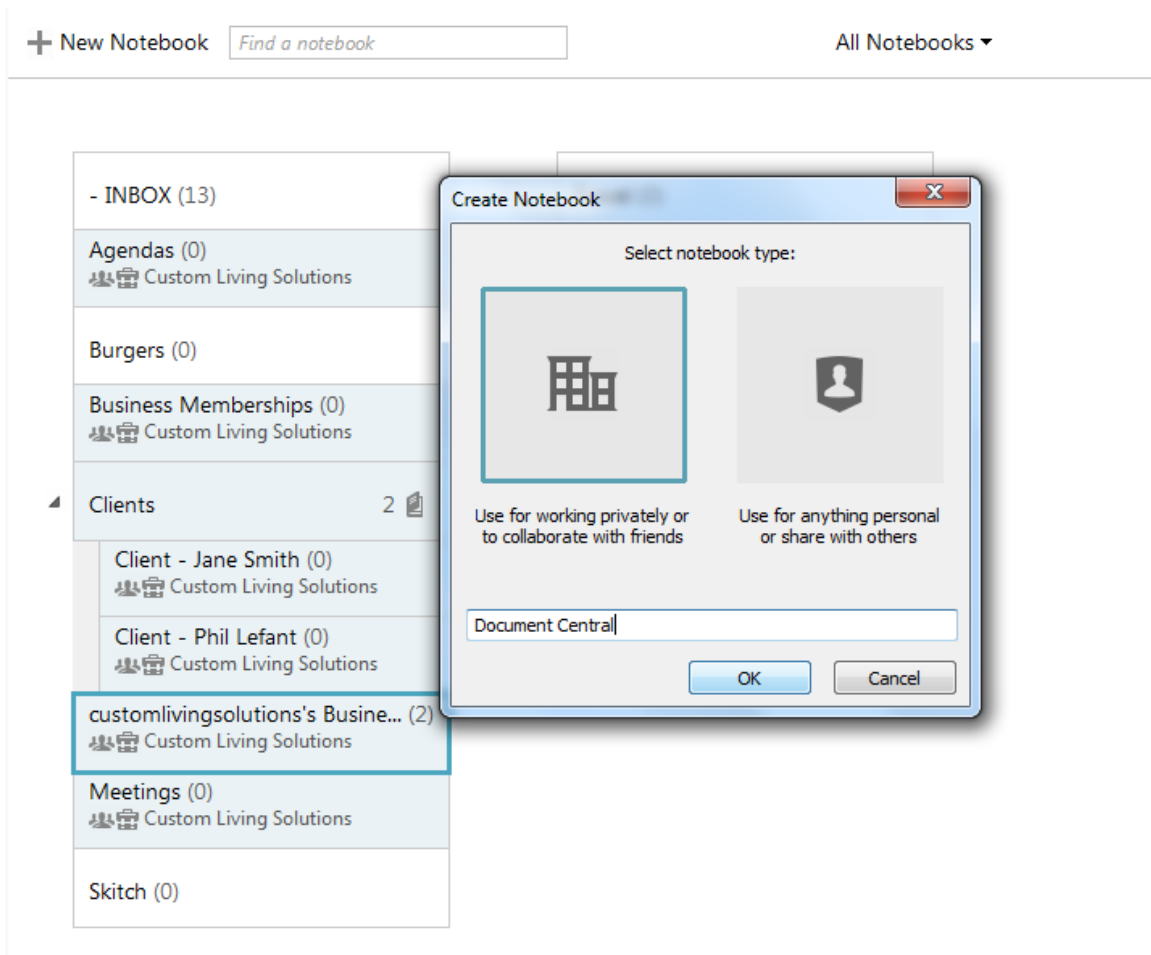 New Notebook
Find a notebook
All Notebooks
- INBOX (13)
Agendas (0)
Custom Living Solutions
Burgers (0)
Business Memberships (0)
Custom Living Solutions
Clients 2
Client - Jane Smith (0)
Custom Living Solutions
Client - Phil Lefant (0)
Custom Living Solutions
customlivingsolutions's Busine... (2)
Custom Living Solutions
Meetings (0)
Custom Living Solutions
Skitch (0)
Create Notebook
Select notebook type:
Use for working privately or
to collaborate with friends
Use for anything personal
or share with others
Document Central
OK
Cancel